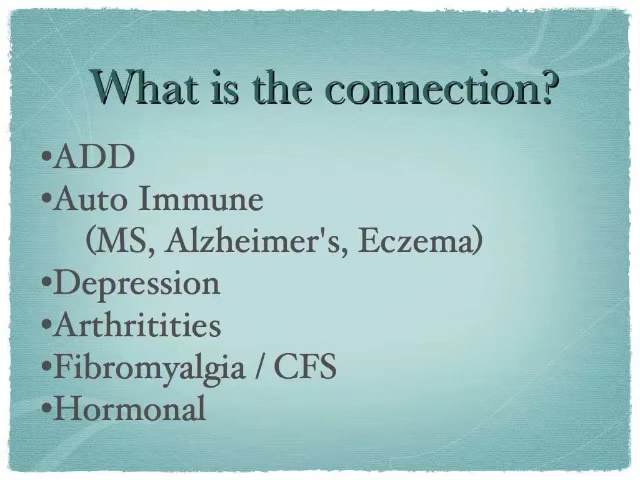 What is the connection?
•ADD
•Auto Immune
(MS, Alzheimer's, Eczema)
•Depression
•Arthritities
•Fibromyalgia / CFS
•Hormonal